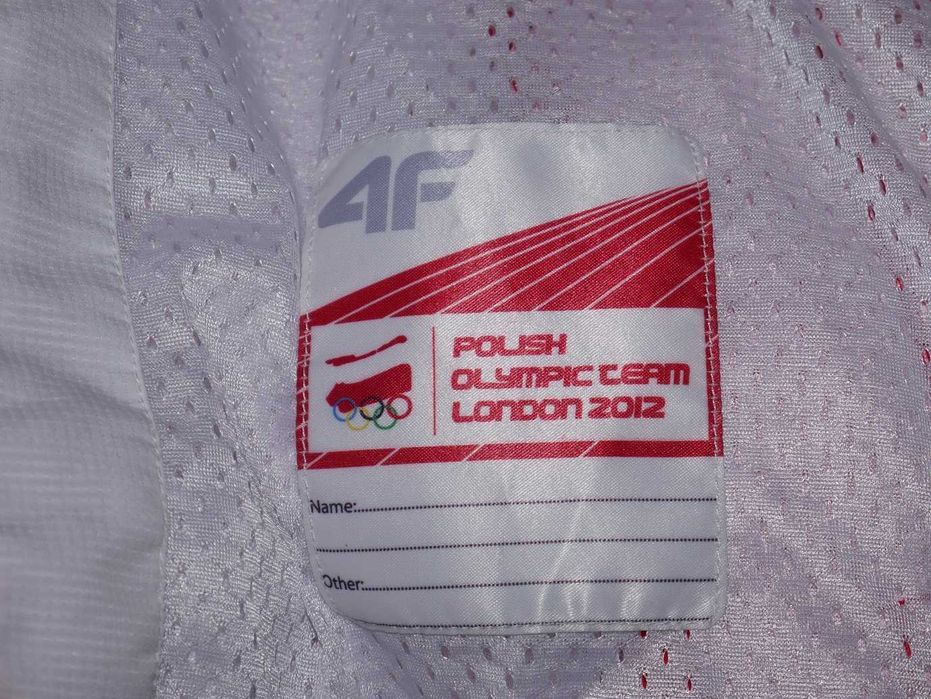 4F
POLISH
OLYMPIC TEAM
LONDON 2012
Name:
Other: